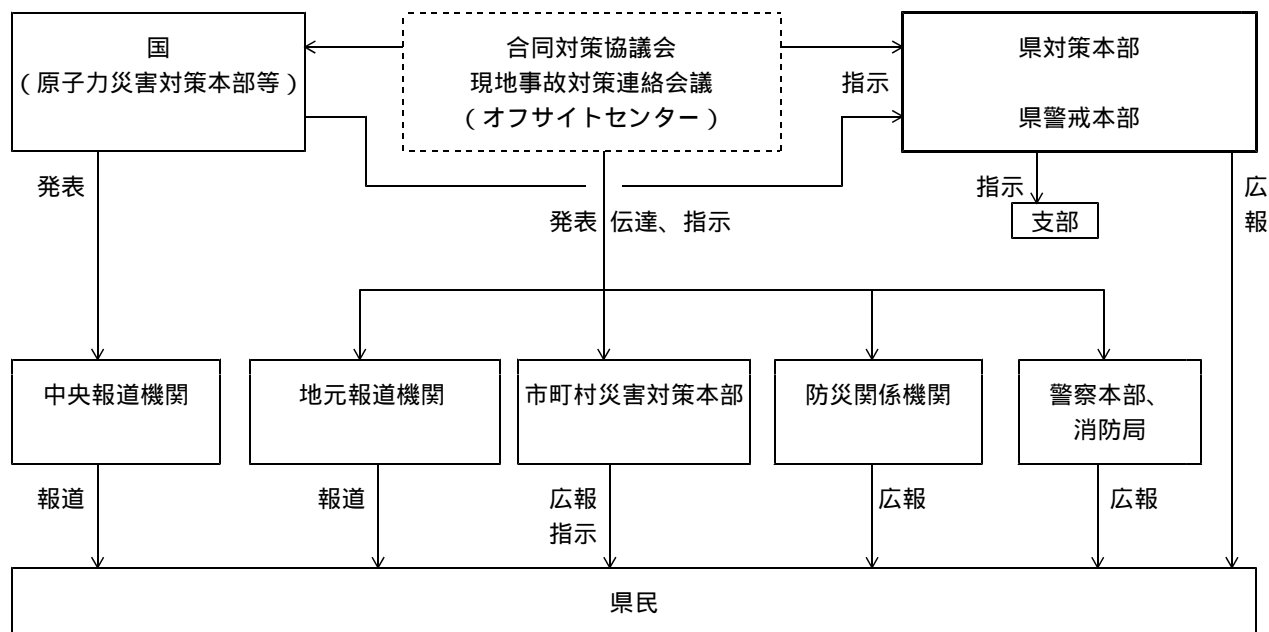 国
（原子力災害対策本部等）
合同対策協議会
現地事故対策連絡会議
（オフサイトセンター）
県対策本部
県警戒本部
指示
発表
指示
支部
広
報
発表
伝達、指示
中央報道機関
地元報道機関
市町村災害対策本部
防災関係機関
警察本部、
消防局
報道
報道
広報
指示
広報
広報
県民